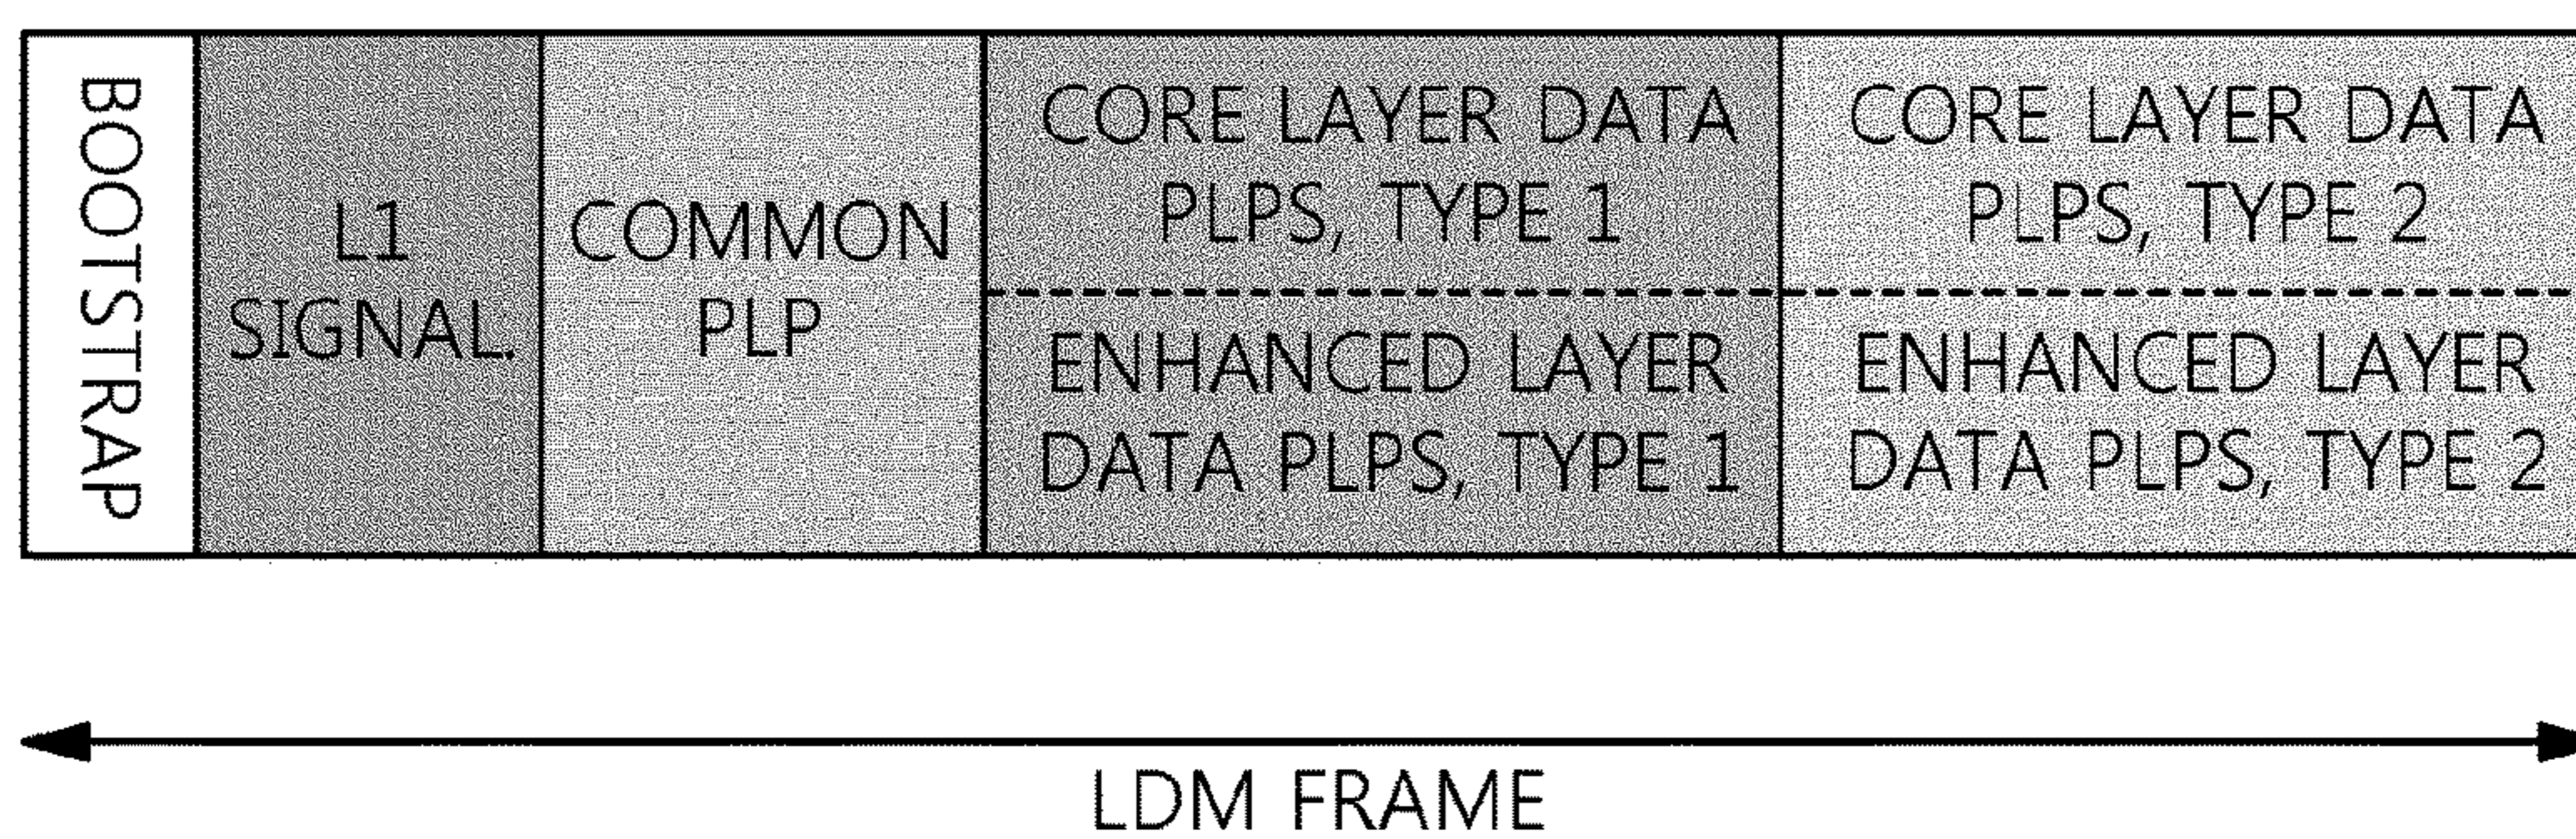 BOOTSTRAP
L1
SIGNAL.
COMMON
PLP
CORE LAYER DATA
PLPS, TYPE 1
ENHANCED LAYER
DATA PLPS, TYPE 1
CORE LAYER DATA
PLPS, TYPE 2
ENHANCED LAYER
DATA PLPS, TYPE 2
LDM FRAME